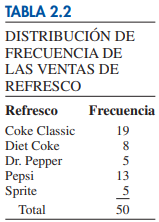 TABLA 2.2
DISTRIBUCIÓN DE
FRECUENCIA DE
LAS VENTAS DE
REFRESCO
Refresco Frecuencia
Coke Classic 19
Diet Coke 8
Dr. Pepper 5
Pepsi 13
Sprite 5
Total 50